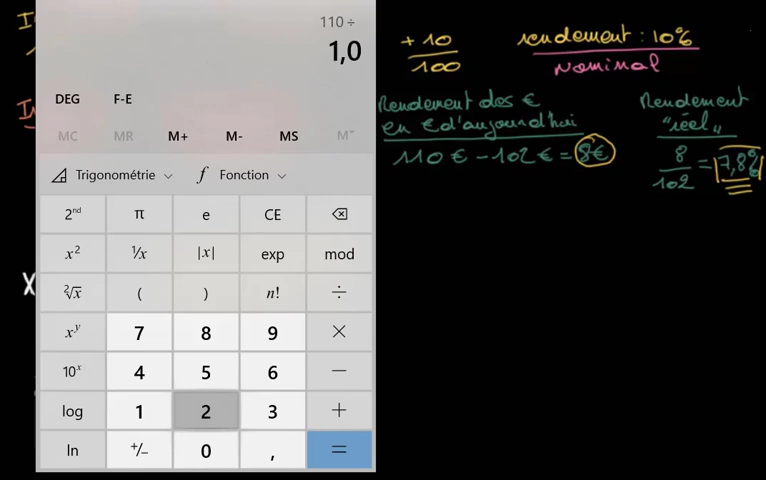 110 ÷
1,0
DEG F-E
MC MR M+ M- MS M˅
Trigonométrie Fonction
2ⁿᵈ π e CE
x² ¹/x |x| exp mod
²√x ( ) n! ÷
xʸ 7 8 9 ×
10ˣ 4 5 6 −
log 1 2 3 +
ln +/− 0 , =
+ 10
100
rendement : 10%
nominal
Rendement des €
en € d'aujourd'hui
110 € - 102 € = 8€
Rendement
"réel"
8
102
= 7,8%